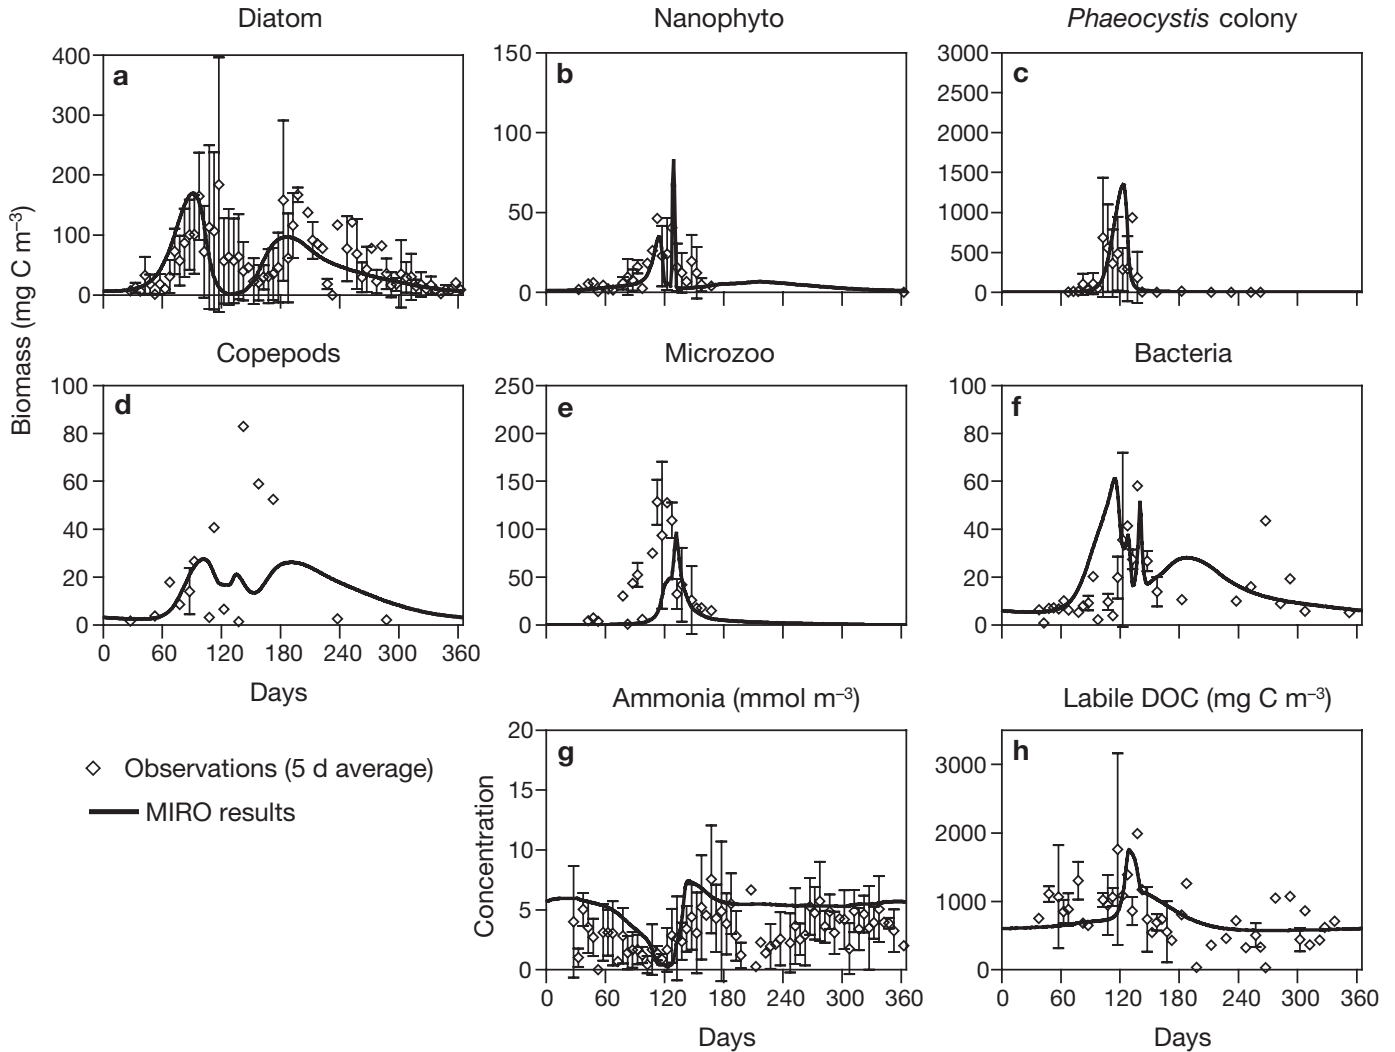 Diatom
Nanophyto
Phaeocystis colony
400
300
200
100
0
a
150
100
50
0
b
3000
2500
2000
1500
1000
500
0
c
Biomass (mg C m–3)
Copepods
Microzoo
Bacteria
100
80
60
40
20
0
d
0 60 120 180 240 300 360
Days
250
200
150
100
50
0
e
100
80
60
40
20
0
f
Ammonia (mmol m–3)
Labile DOC (mg C m–3)
Observations (5 d average)
MIRO results
Concentration
20
15
10
5
0
g
0 60 120 180 240 300 360
Days
3000
2000
1000
0
h
0 60 120 180 240 300 360
Days